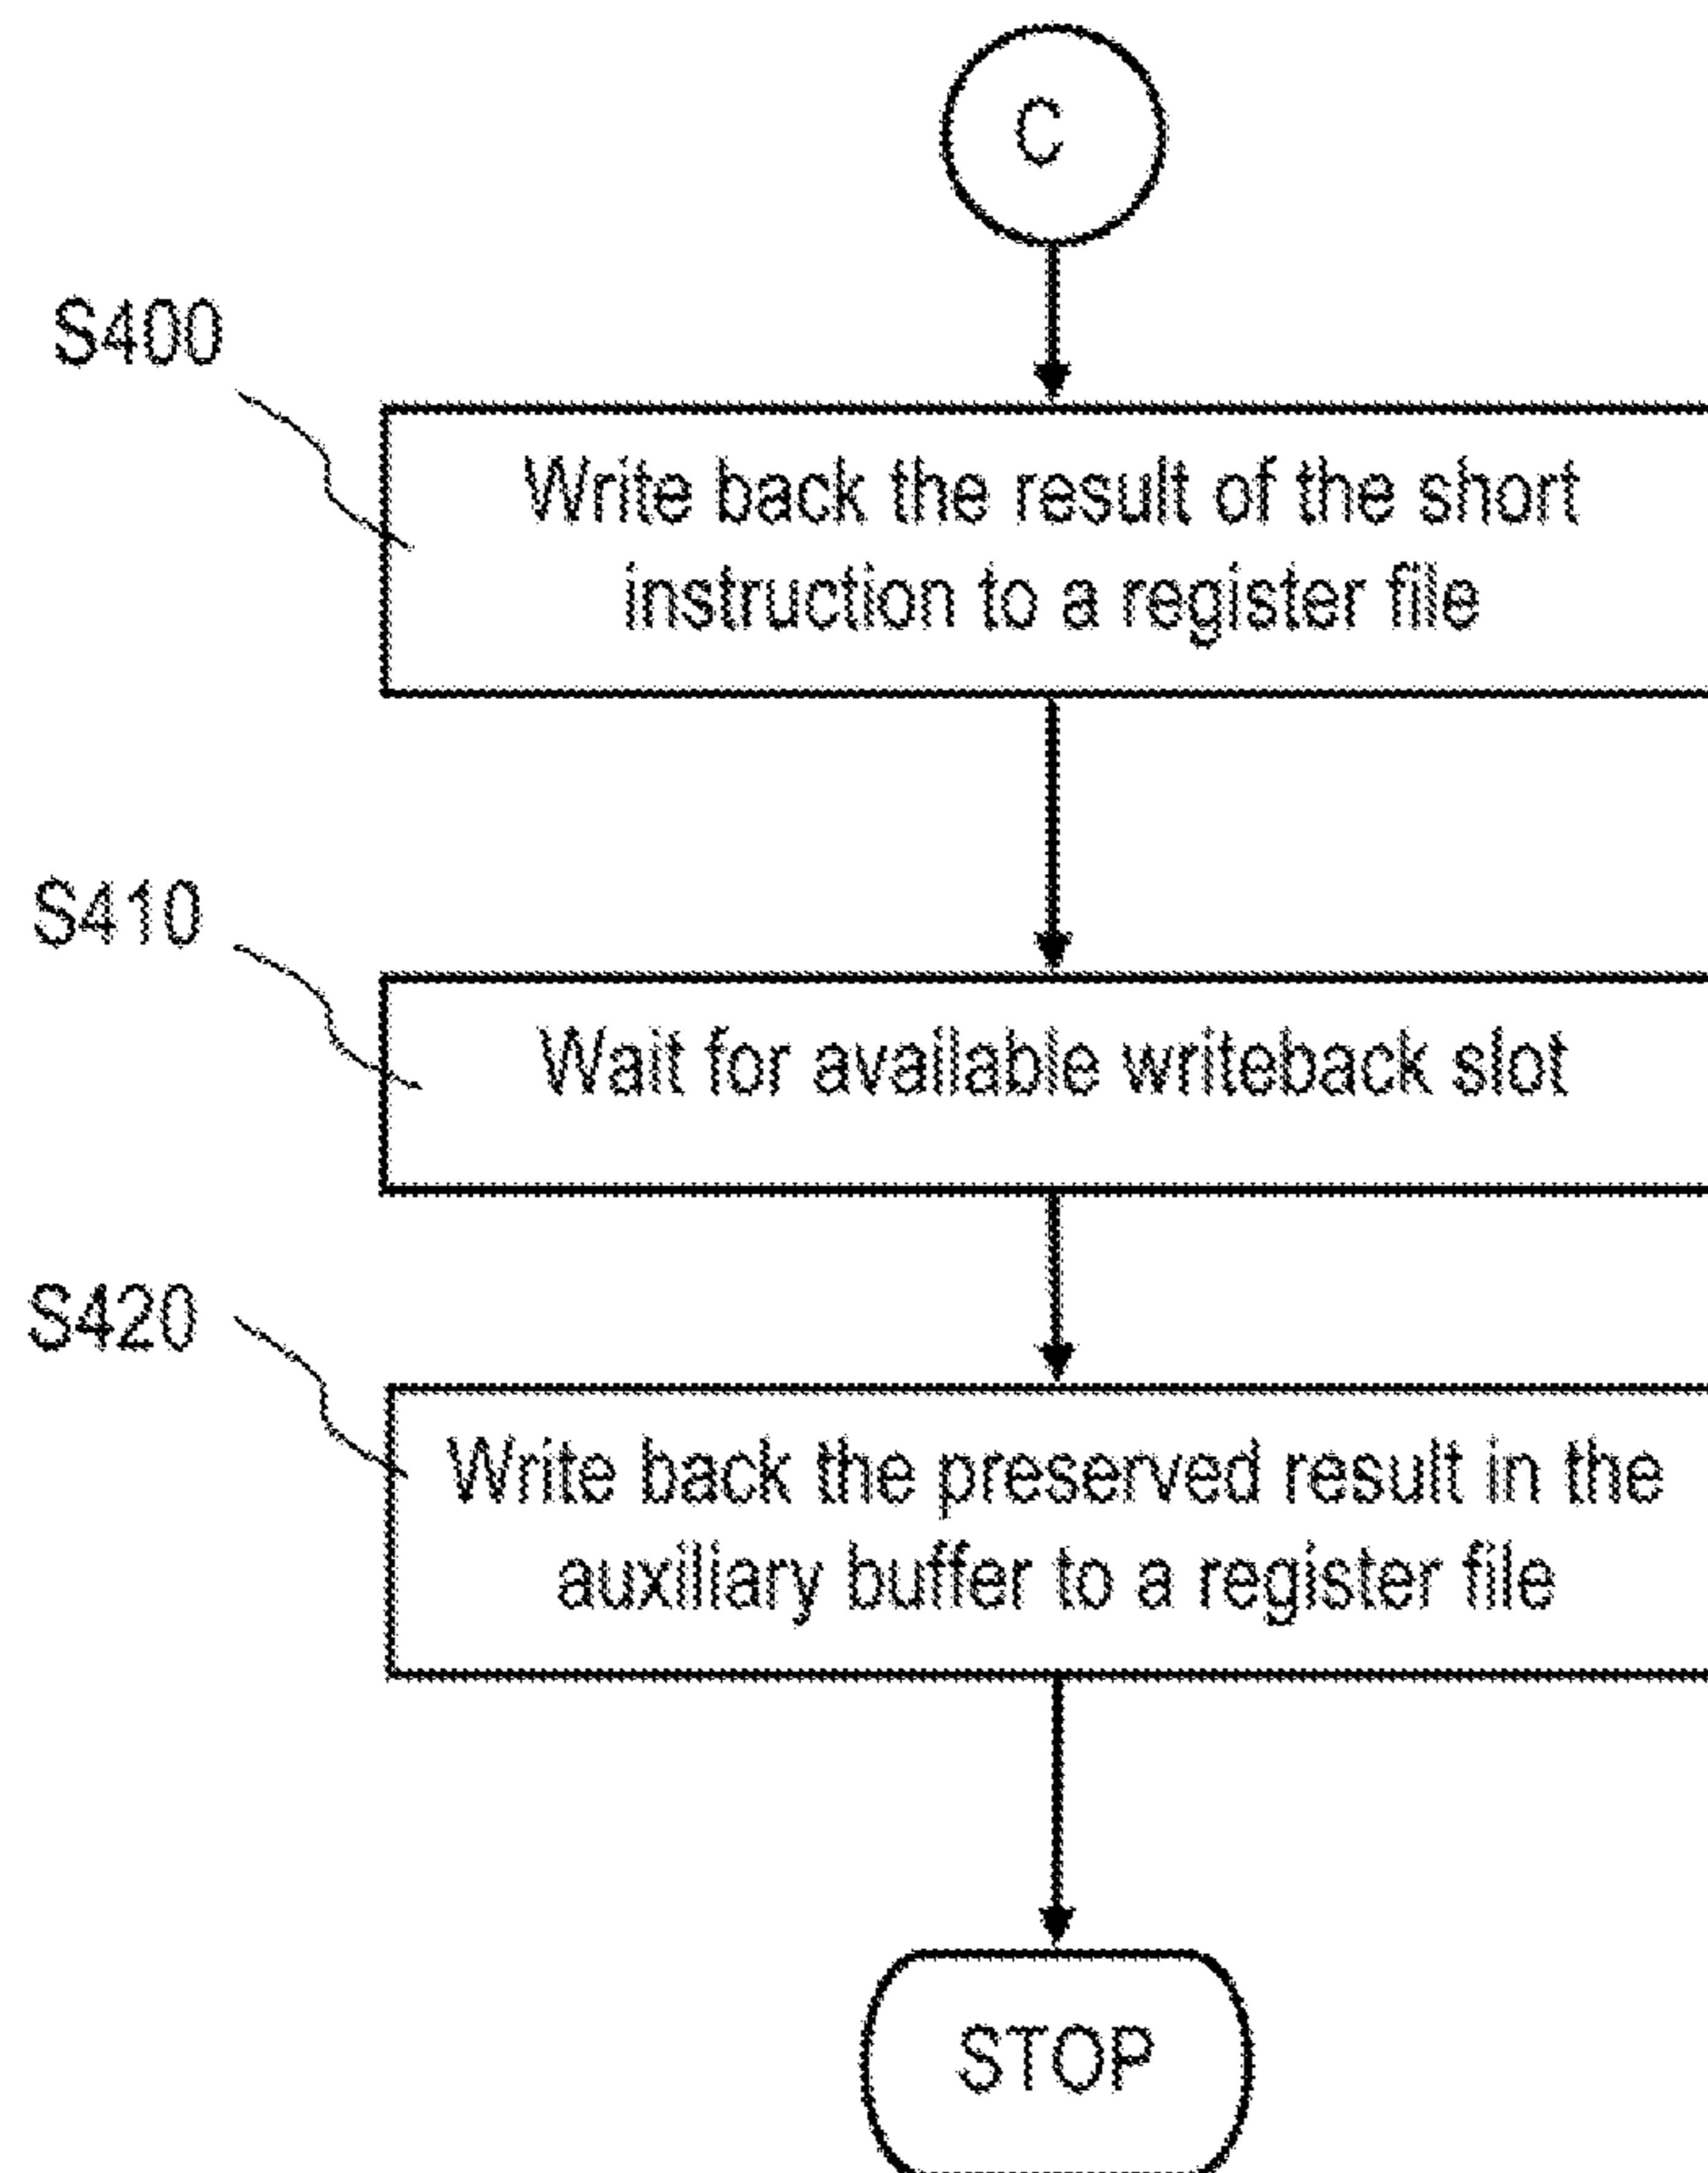 C
S400
Write back the result of the short
instruction to a register file
S410
Wait for available writeback slot
S420
Write back the preserved result in the
auxiliary buffer to a register file
STOP